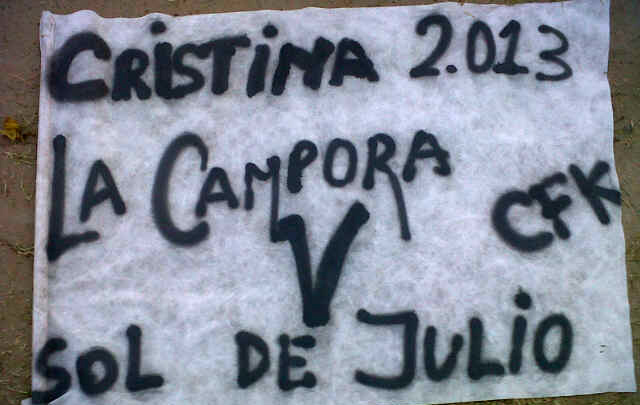 CRISTINA 2.013
LA CAMPORA
CFK
V
SOL DE JULIO